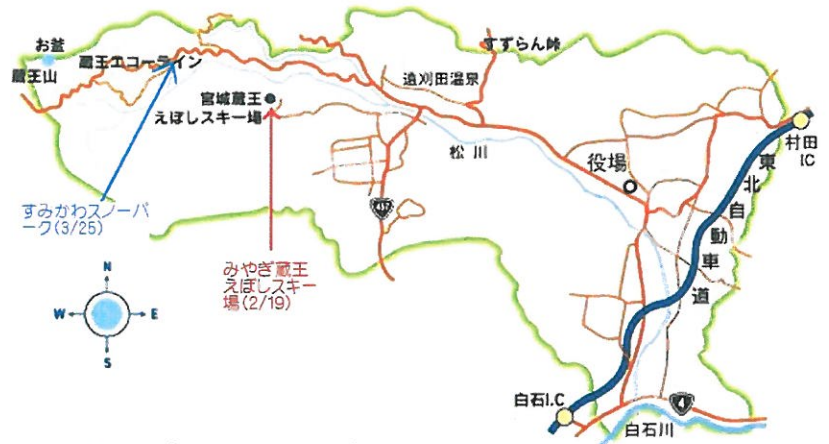 お釜
蔵王山
蔵王エコーライン
すずらん峠
遠刈田温泉
宮城蔵王
えぼしスキー場
松川
役場
村田
IC
東北自動車道
457
すみかわスノーパ
ーク(3/25)
みやぎ蔵王
えぼしスキー
場(2/19)
N
W
E
S
白石I.C
4
白石川